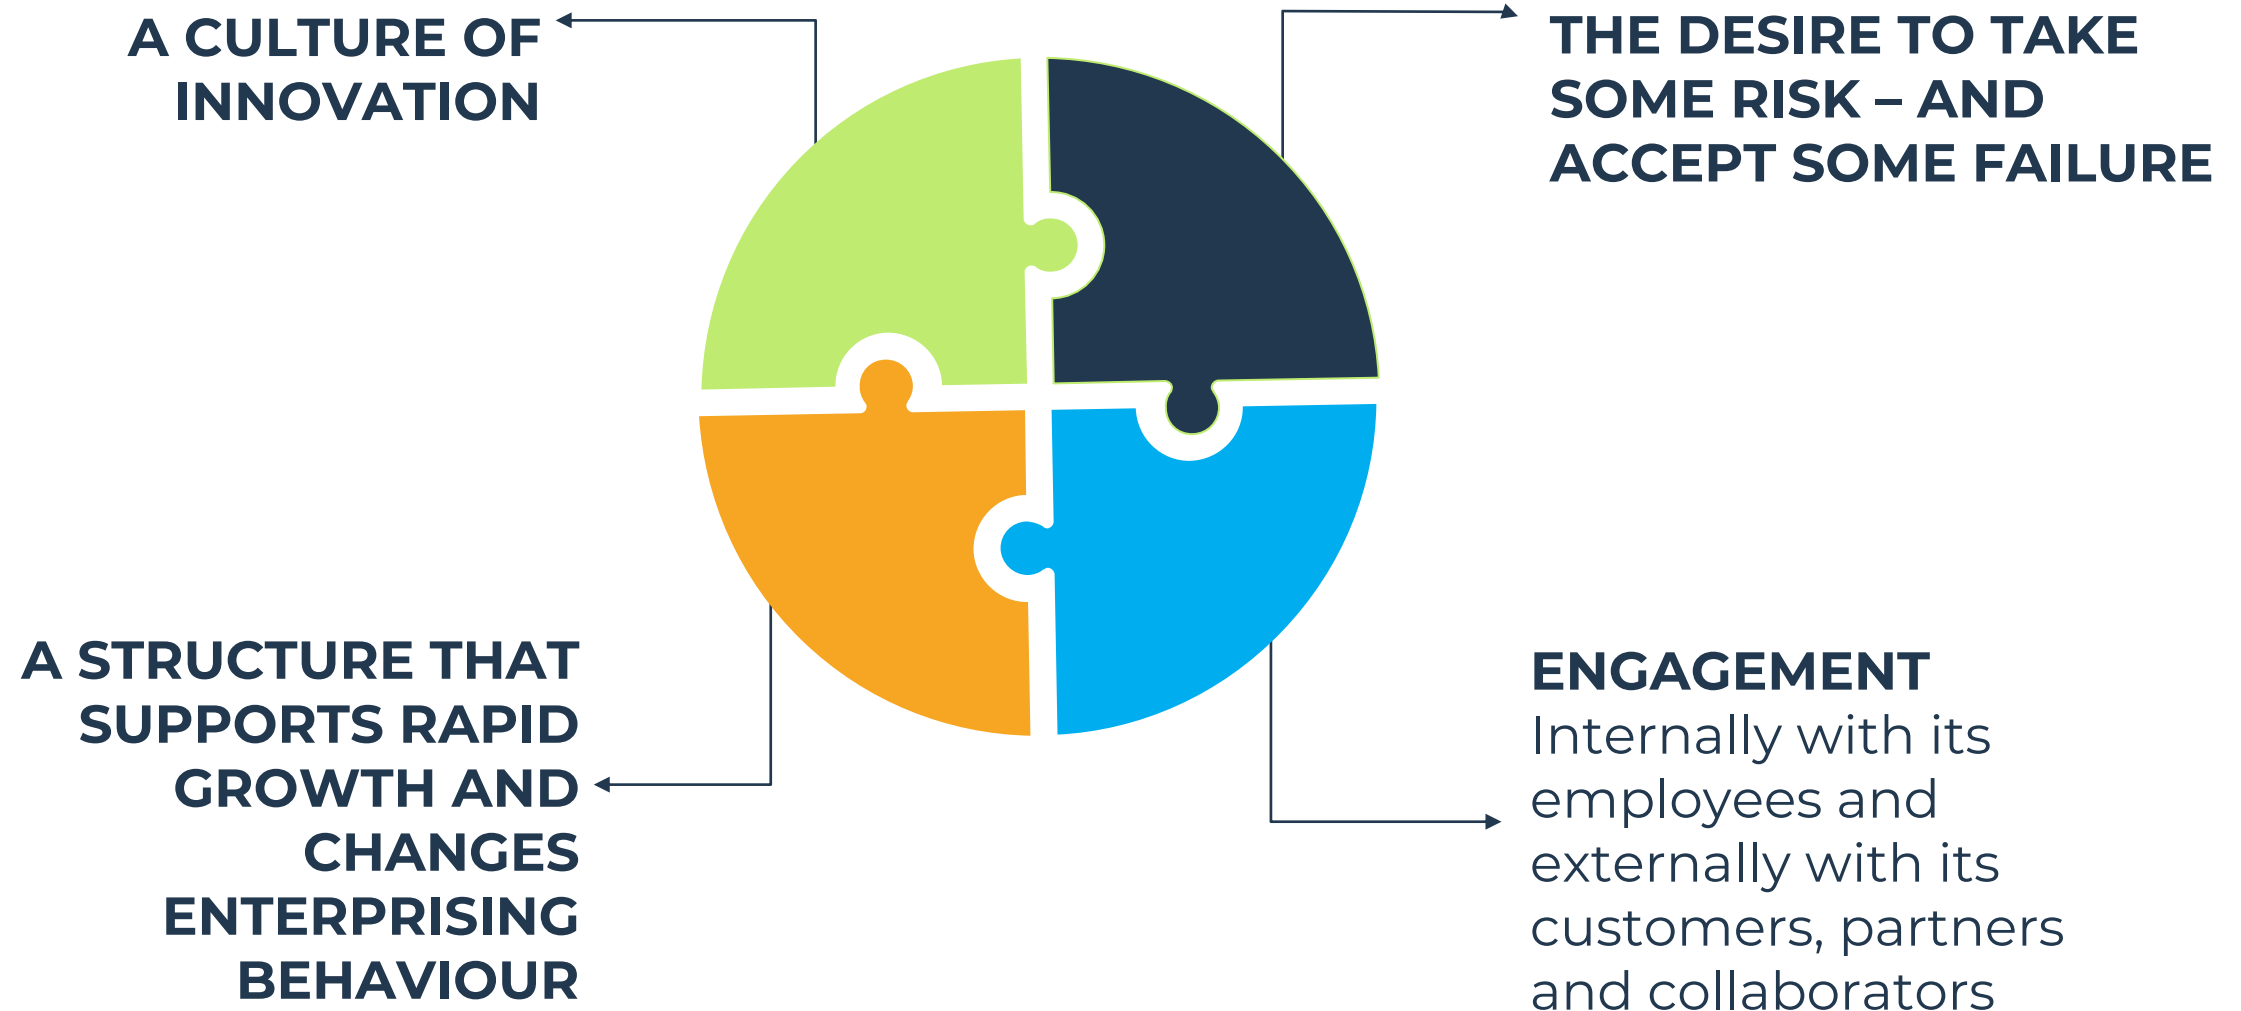 A CULTURE OF
INNOVATION
THE DESIRE TO TAKE
SOME RISK – AND
ACCEPT SOME FAILURE
A STRUCTURE THAT
SUPPORTS RAPID
GROWTH AND
CHANGES
ENTERPRISING
BEHAVIOUR
ENGAGEMENT
Internally with its
employees and
externally with its
customers, partners
and collaborators